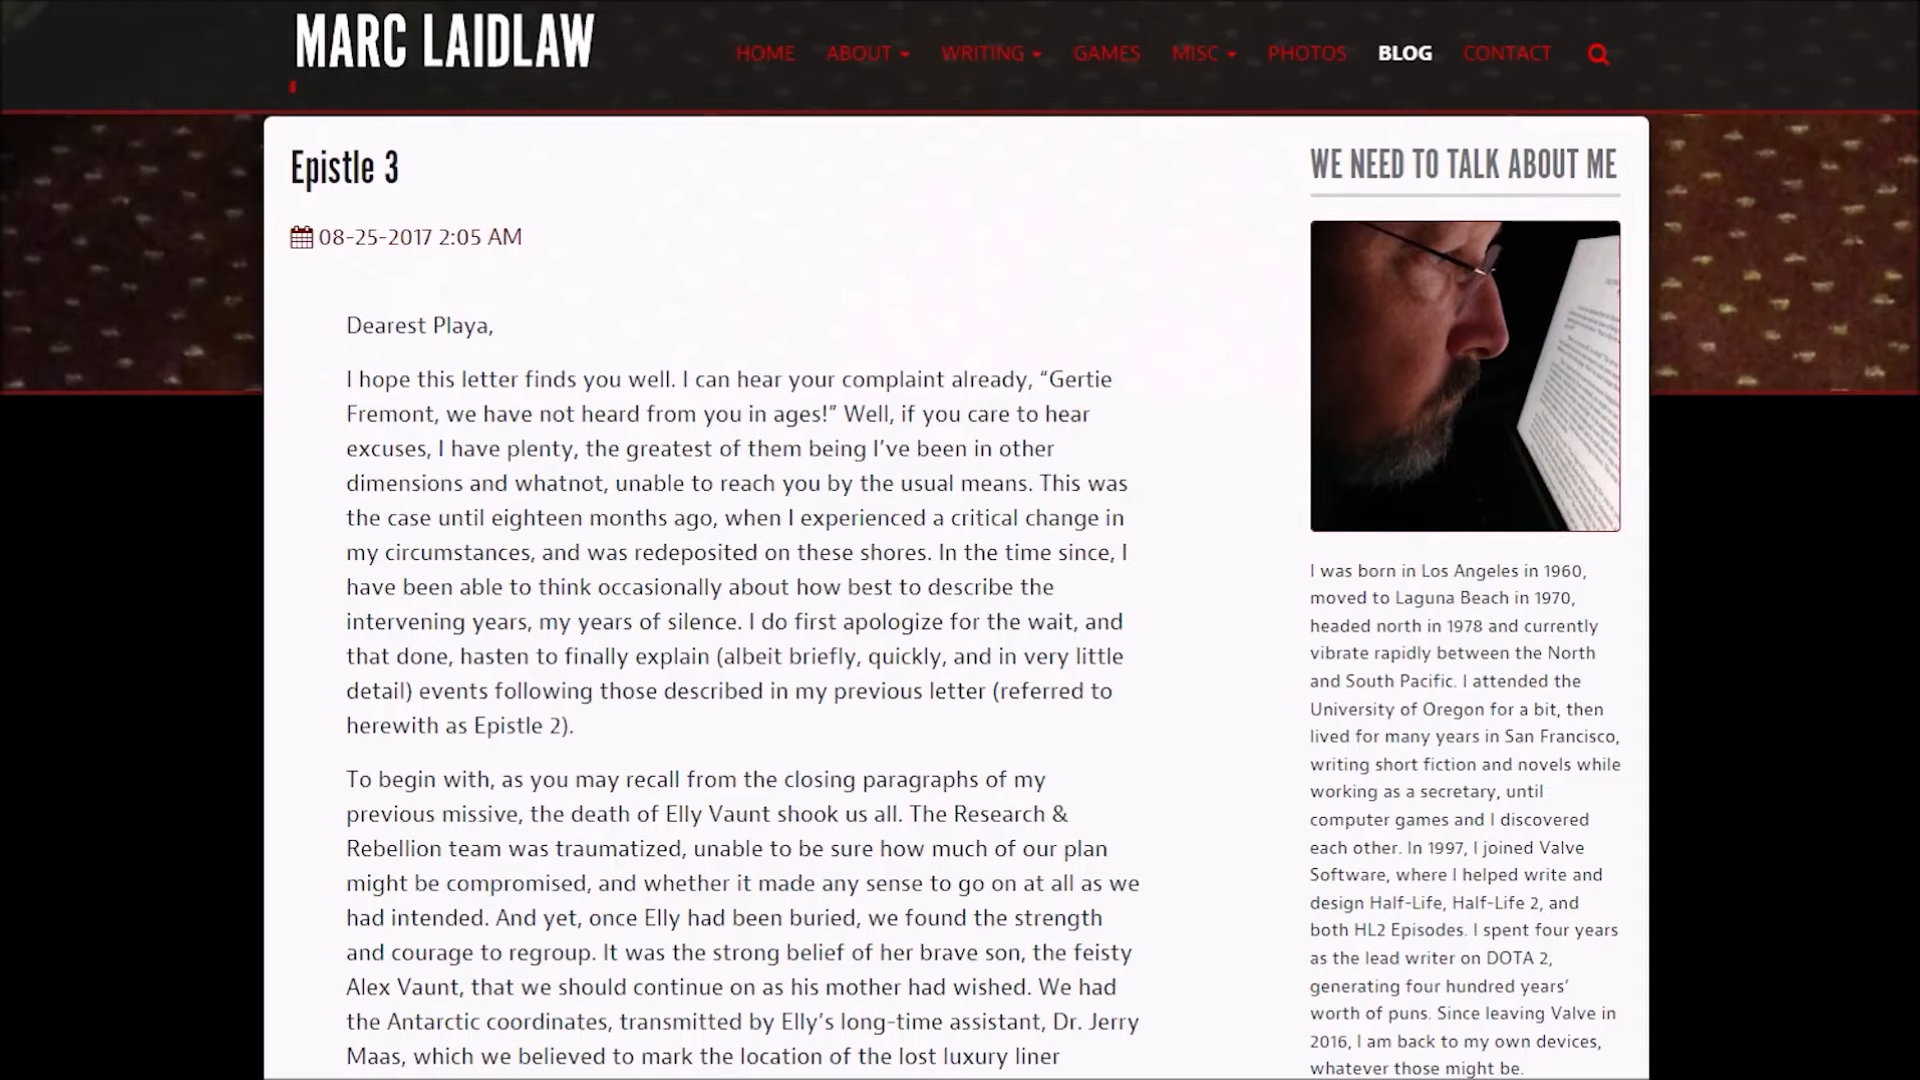 MARC LAIDLAW
HOME ABOUT WRITING GAMES MISC PHOTOS BLOG CONTACT
Epistle 3
08-25-2017 2:05 AM
Dearest Playa,
I hope this letter finds you well. I can hear your complaint already, “Gertie
Fremont, we have not heard from you in ages!” Well, if you care to hear
excuses, I have plenty, the greatest of them being I’ve been in other
dimensions and whatnot, unable to reach you by the usual means. This was
the case until eighteen months ago, when I experienced a critical change in
my circumstances, and was redeposited on these shores. In the time since, I
have been able to think occasionally about how best to describe the
intervening years, my years of silence. I do first apologize for the wait, and
that done, hasten to finally explain (albeit briefly, quickly, and in very little
detail) events following those described in my previous letter (referred to
herewith as Epistle 2).
To begin with, as you may recall from the closing paragraphs of my
previous missive, the death of Elly Vaunt shook us all. The Research &
Rebellion team was traumatized, unable to be sure how much of our plan
might be compromised, and whether it made any sense to go on at all as we
had intended. And yet, once Elly had been buried, we found the strength
and courage to regroup. It was the strong belief of her brave son, the feisty
Alex Vaunt, that we should continue on as his mother had wished. We had
the Antarctic coordinates, transmitted by Elly’s long-time assistant, Dr. Jerry
Maas, which we believed to mark the location of the lost luxury liner
WE NEED TO TALK ABOUT ME
I was born in Los Angeles in 1960,
moved to Laguna Beach in 1970,
headed north in 1978 and currently
vibrate rapidly between the North
and South Pacific. I attended the
University of Oregon for a bit, then
lived for many years in San Francisco,
writing short fiction and novels while
working as a secretary, until
computer games and I discovered
each other. In 1997, I joined Valve
Software, where I helped write and
design Half-Life, Half-Life 2, and
both HL2 Episodes. I spent four years
as the lead writer on DOTA 2,
generating four hundred years’
worth of puns. Since leaving Valve in
2016, I am back to my own devices,
whatever those might be.